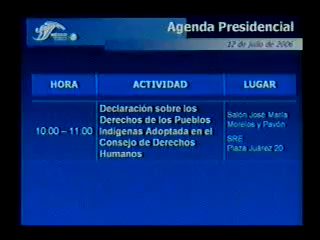 Agenda Presidencial
12 de julio de 2006
HORA ACTIVIDAD LUGAR
10:00 – 11:00
Declaración sobre los
Derechos de los Pueblos
Indígenas Adoptada en el
Consejo de Derechos
Humanos
Salón José María
Morelos y Pavón
SRE
Plaza Juárez 20